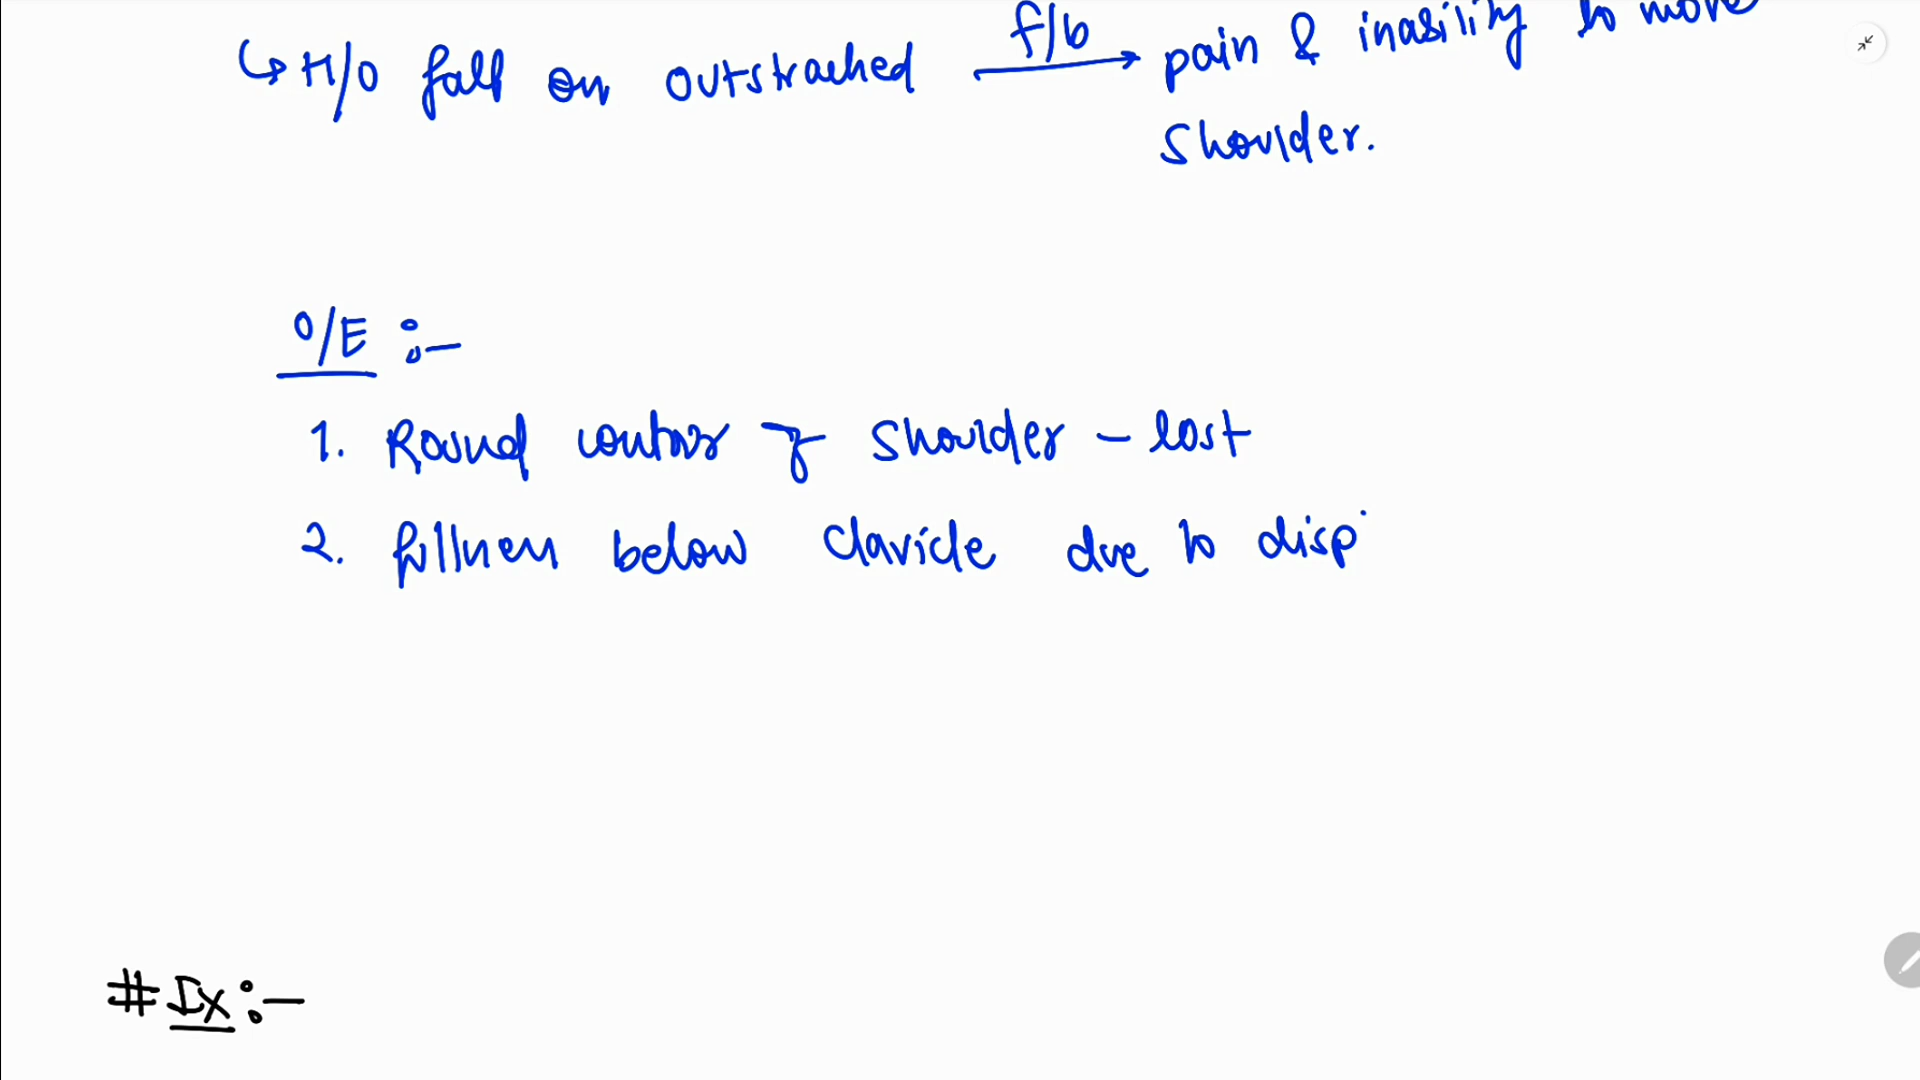 ↳ H/O fall on outstrached f/b → pain & inability to move
shoulder.
O/E :-
1. Round contour of shoulder - lost
2. fullness below clavicle due to disp
# Ix :-